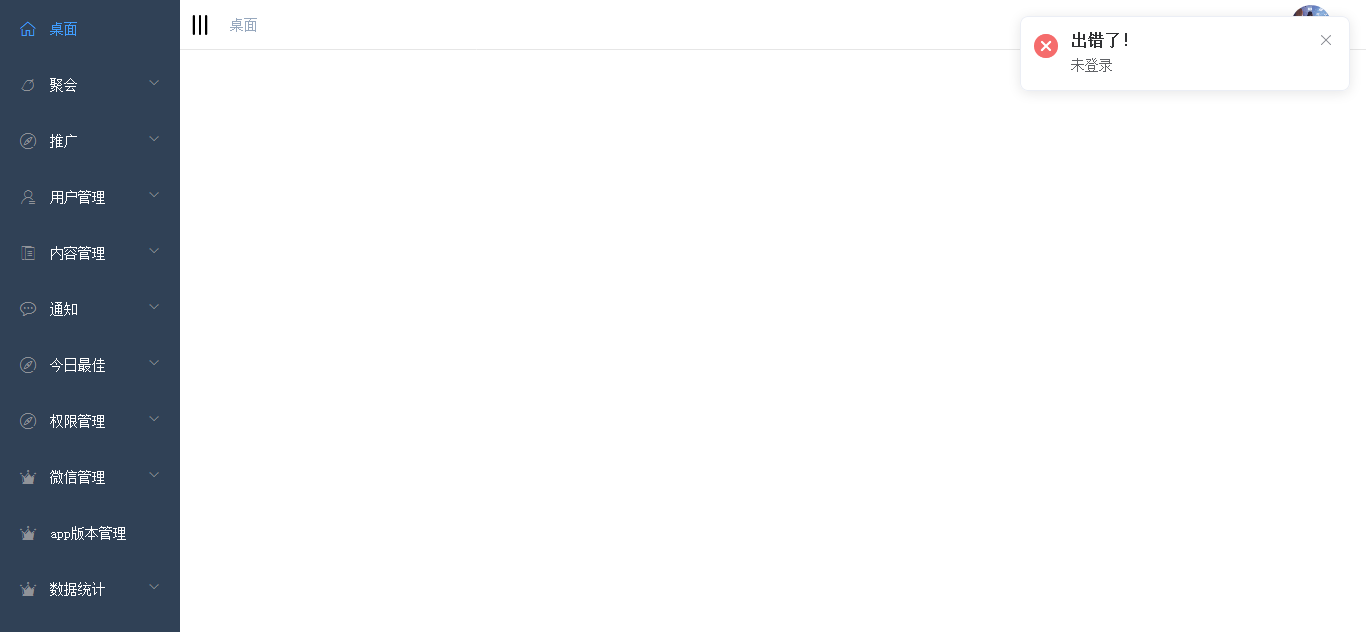 桌面
聚会
推广
用户管理
内容管理
通知
今日最佳
权限管理
微信管理
app版本管理
数据统计
桌面
出错了!
未登录